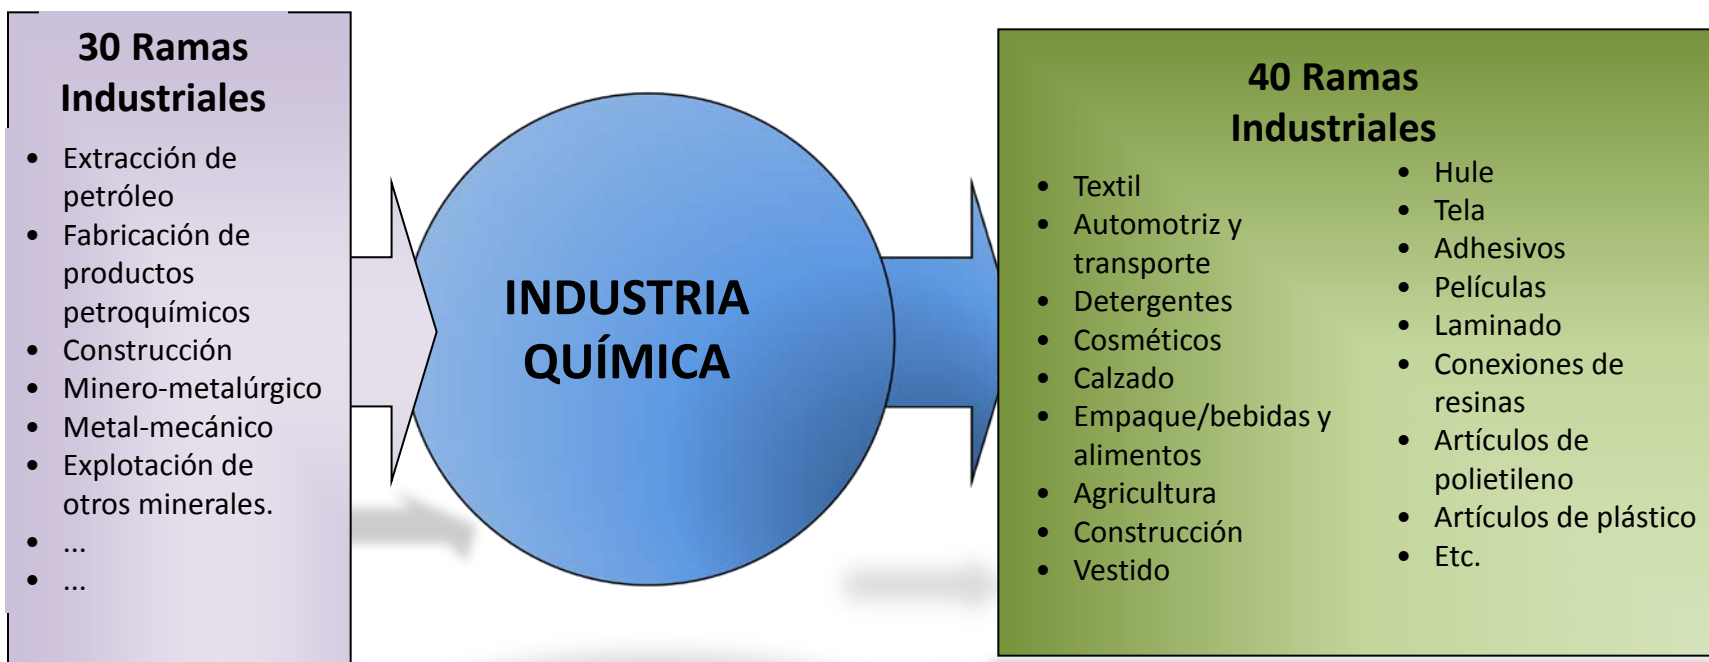 30 Ramas
Industriales
• Extracción de
petróleo
• Fabricación de
productos
petroquímicos
• Construcción
• Minero-metalúrgico
• Metal-mecánico
• Explotación de
otros minerales.
• ...
• ...
INDUSTRIA
QUÍMICA
40 Ramas
Industriales
• Textil
• Automotriz y
transporte
• Detergentes
• Cosméticos
• Calzado
• Empaque/bebidas y
alimentos
• Agricultura
• Construcción
• Vestido
• Hule
• Tela
• Adhesivos
• Películas
• Laminado
• Conexiones de
resinas
• Artículos de
polietileno
• Artículos de plástico
• Etc.